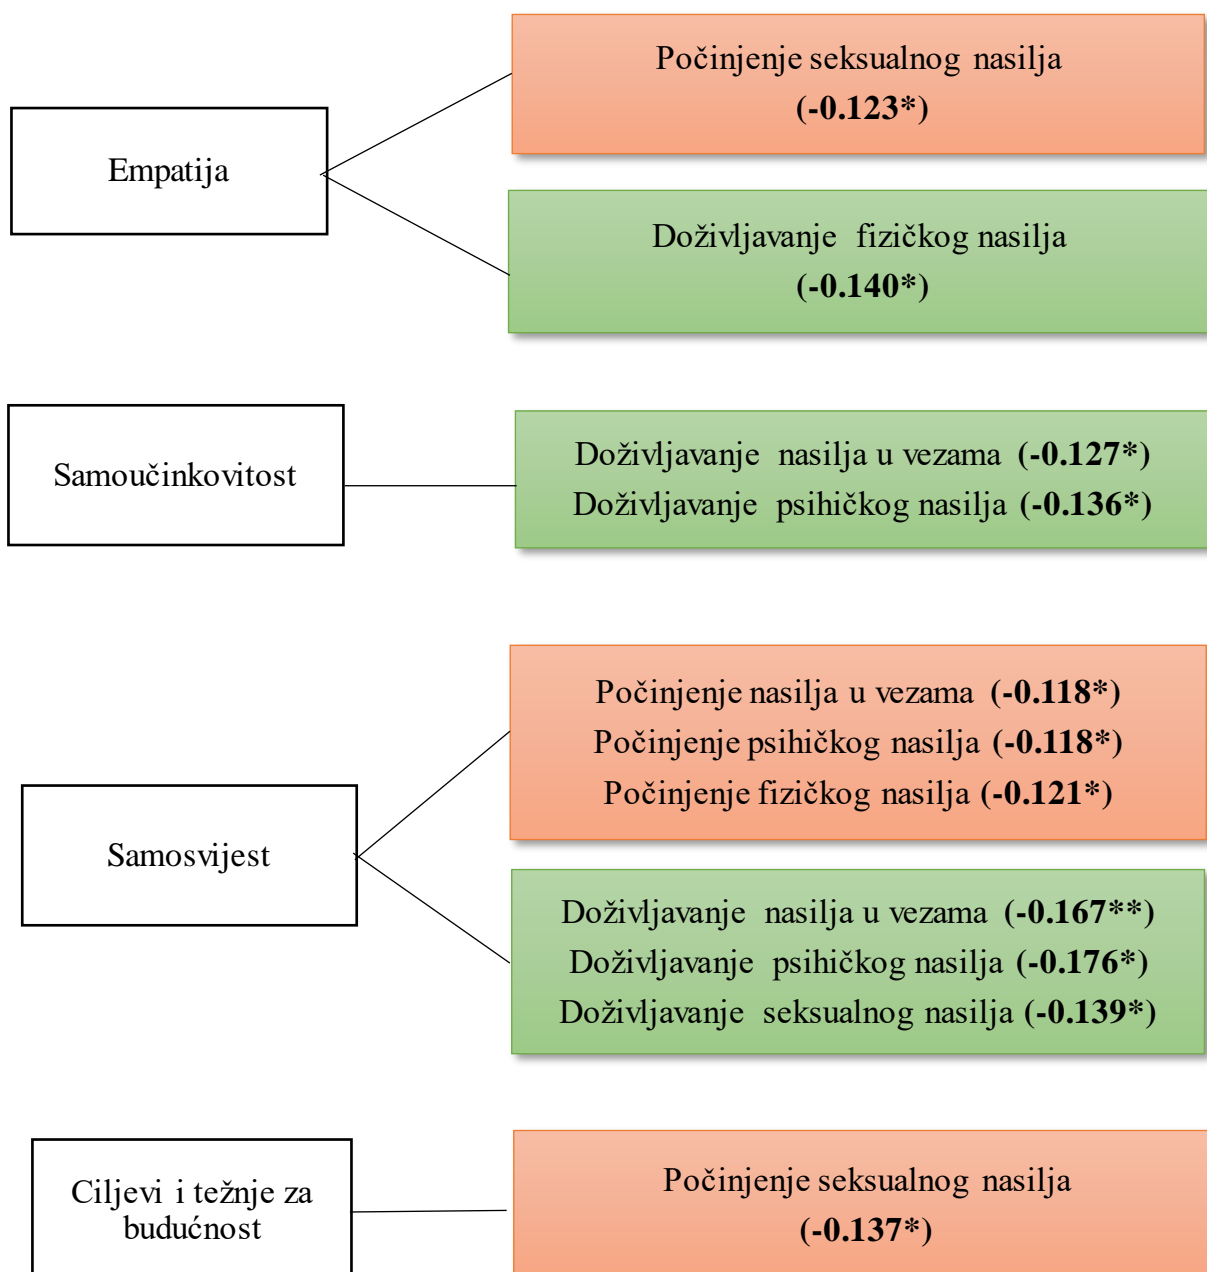 Empatija
Počinjenje seksualnog nasilja
(-0.123*)
Doživljavanje fizičkog nasilja
(-0.140*)
Samoučinkovitost
Doživljavanje nasilja u vezama (-0.127*)
Doživljavanje psihičkog nasilja (-0.136*)
Samosvijest
Počinjenje nasilja u vezama (-0.118*)
Počinjenje psihičkog nasilja (-0.118*)
Počinjenje fizičkog nasilja (-0.121*)
Doživljavanje nasilja u vezama (-0.167**)
Doživljavanje psihičkog nasilja (-0.176*)
Doživljavanje seksualnog nasilja (-0.139*)
Ciljevi i težnje za
budućnost
Počinjenje seksualnog nasilja
(-0.137*)